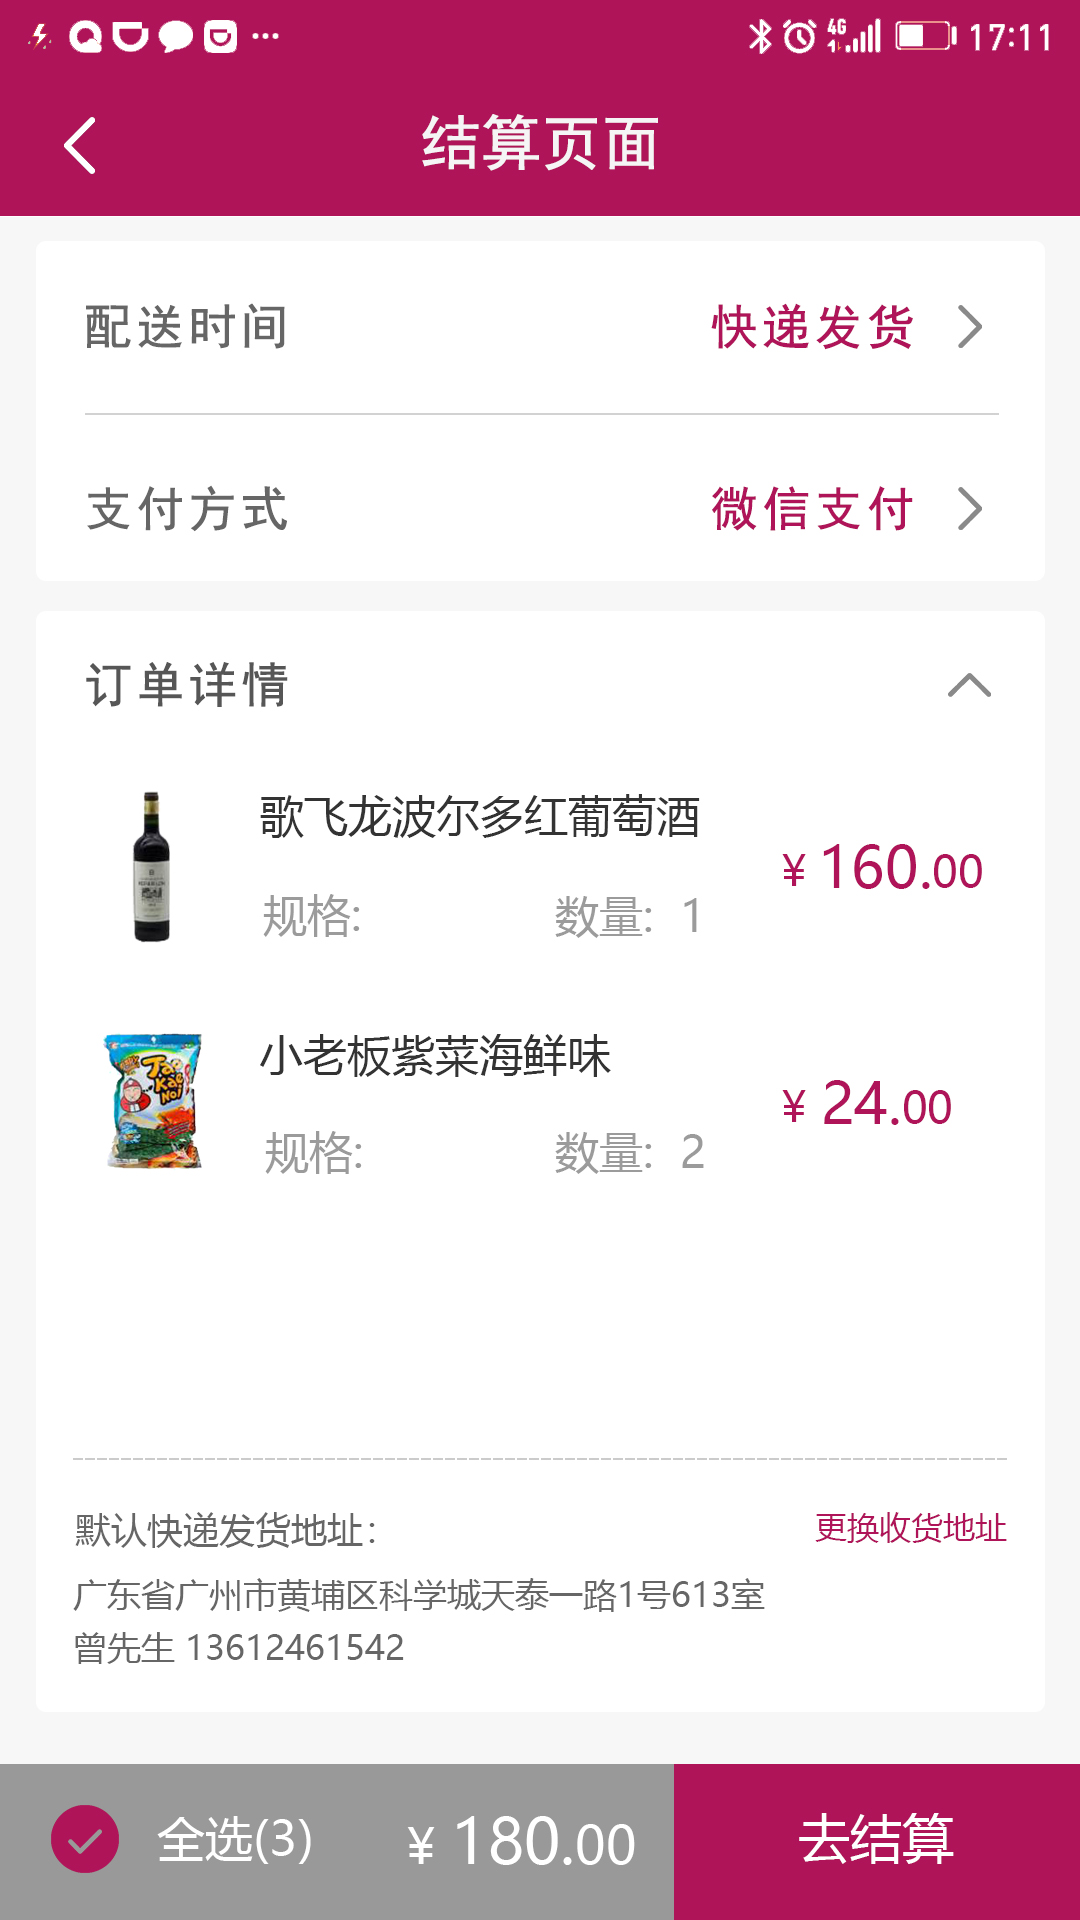 4G 17:11
结算页面
配送时间 快递发货
支付方式 微信支付
订单详情
歌飞龙波尔多红葡萄酒
¥ 160.00
规格: 数量: 1
小老板紫菜海鲜味
TaoKaeNoi
¥ 24.00
规格: 数量: 2
默认快递发货地址: 更换收货地址
广东省广州市黄埔区科学城天泰一路1号613室
曾先生 13612461542
全选(3) ¥ 180.00 去结算